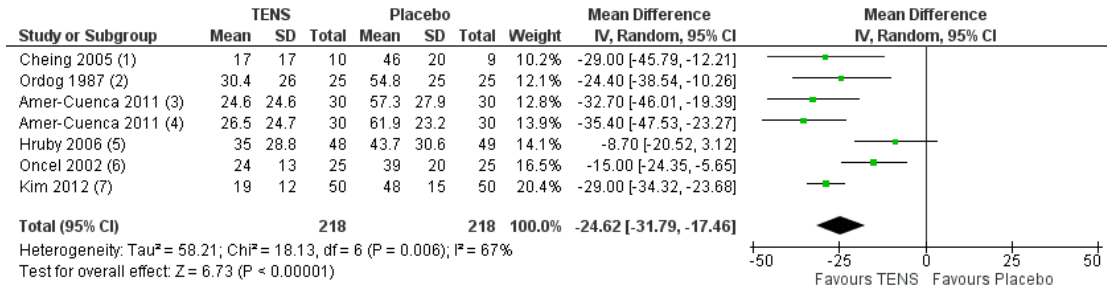 TENS Placebo Mean Difference Mean Difference
Study or Subgroup Mean SD Total Mean SD Total Weight IV, Random, 95% CI IV, Random, 95% CI
Cheing 2005 (1) 17 17 10 46 20 9 10.2% -29.00 [-45.79, -12.21]
Ordog 1987 (2) 30.4 26 25 54.8 25 25 12.1% -24.40 [-38.54, -10.26]
Amer-Cuenca 2011 (3) 24.6 24.6 30 57.3 27.9 30 12.8% -32.70 [-46.01, -19.39]
Amer-Cuenca 2011 (4) 26.5 24.7 30 61.9 23.2 30 13.9% -35.40 [-47.53, -23.27]
Hruby 2006 (5) 35 28.8 48 43.7 30.6 49 14.1% -8.70 [-20.52, 3.12]
Oncel 2002 (6) 24 13 25 39 20 25 16.5% -15.00 [-24.35, -5.65]
Kim 2012 (7) 19 12 50 48 15 50 20.4% -29.00 [-34.32, -23.68]
Total (95% CI) 218 218 100.0% -24.62 [-31.79, -17.46]
Heterogeneity: Tau² = 58.21; Chi² = 18.13, df = 6 (P = 0.006); I² = 67%
Test for overall effect: Z = 6.73 (P < 0.00001)
-50 -25 0 25 50
Favours TENS Favours Placebo